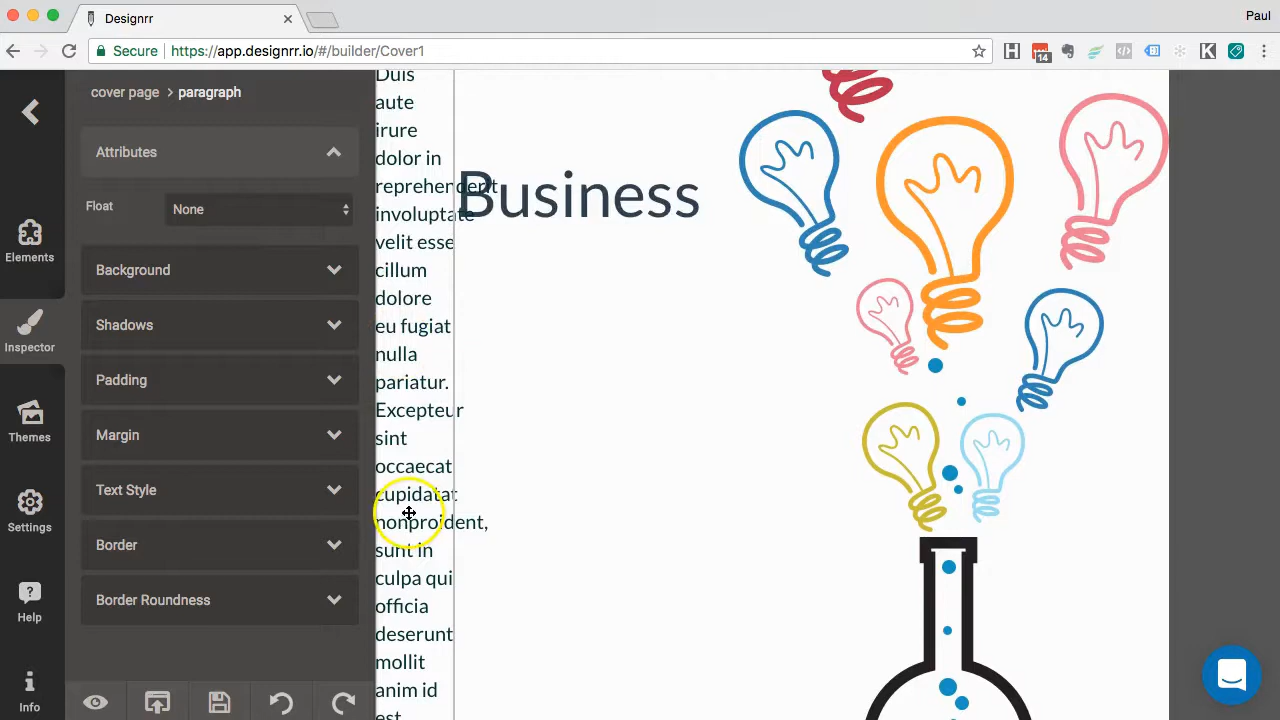 Designrr
Paul
Secure https://app.designrr.io/#/builder/Cover1
14
cover page > paragraph
Attributes
Float None
Background
Shadows
Padding
Margin
Text Style
Border
Border Roundness
Elements
Inspector
Themes
Settings
Help
Info
Duis
aute
irure
dolor in
reprehenderit
involuptate
velit esse
cillum
dolore
eu fugiat
nulla
pariatur.
Excepteur
sint
occaecat
cupidatat
nonproident,
sunt in
culpa qui
officia
deserunt
mollit
anim id
est
Business